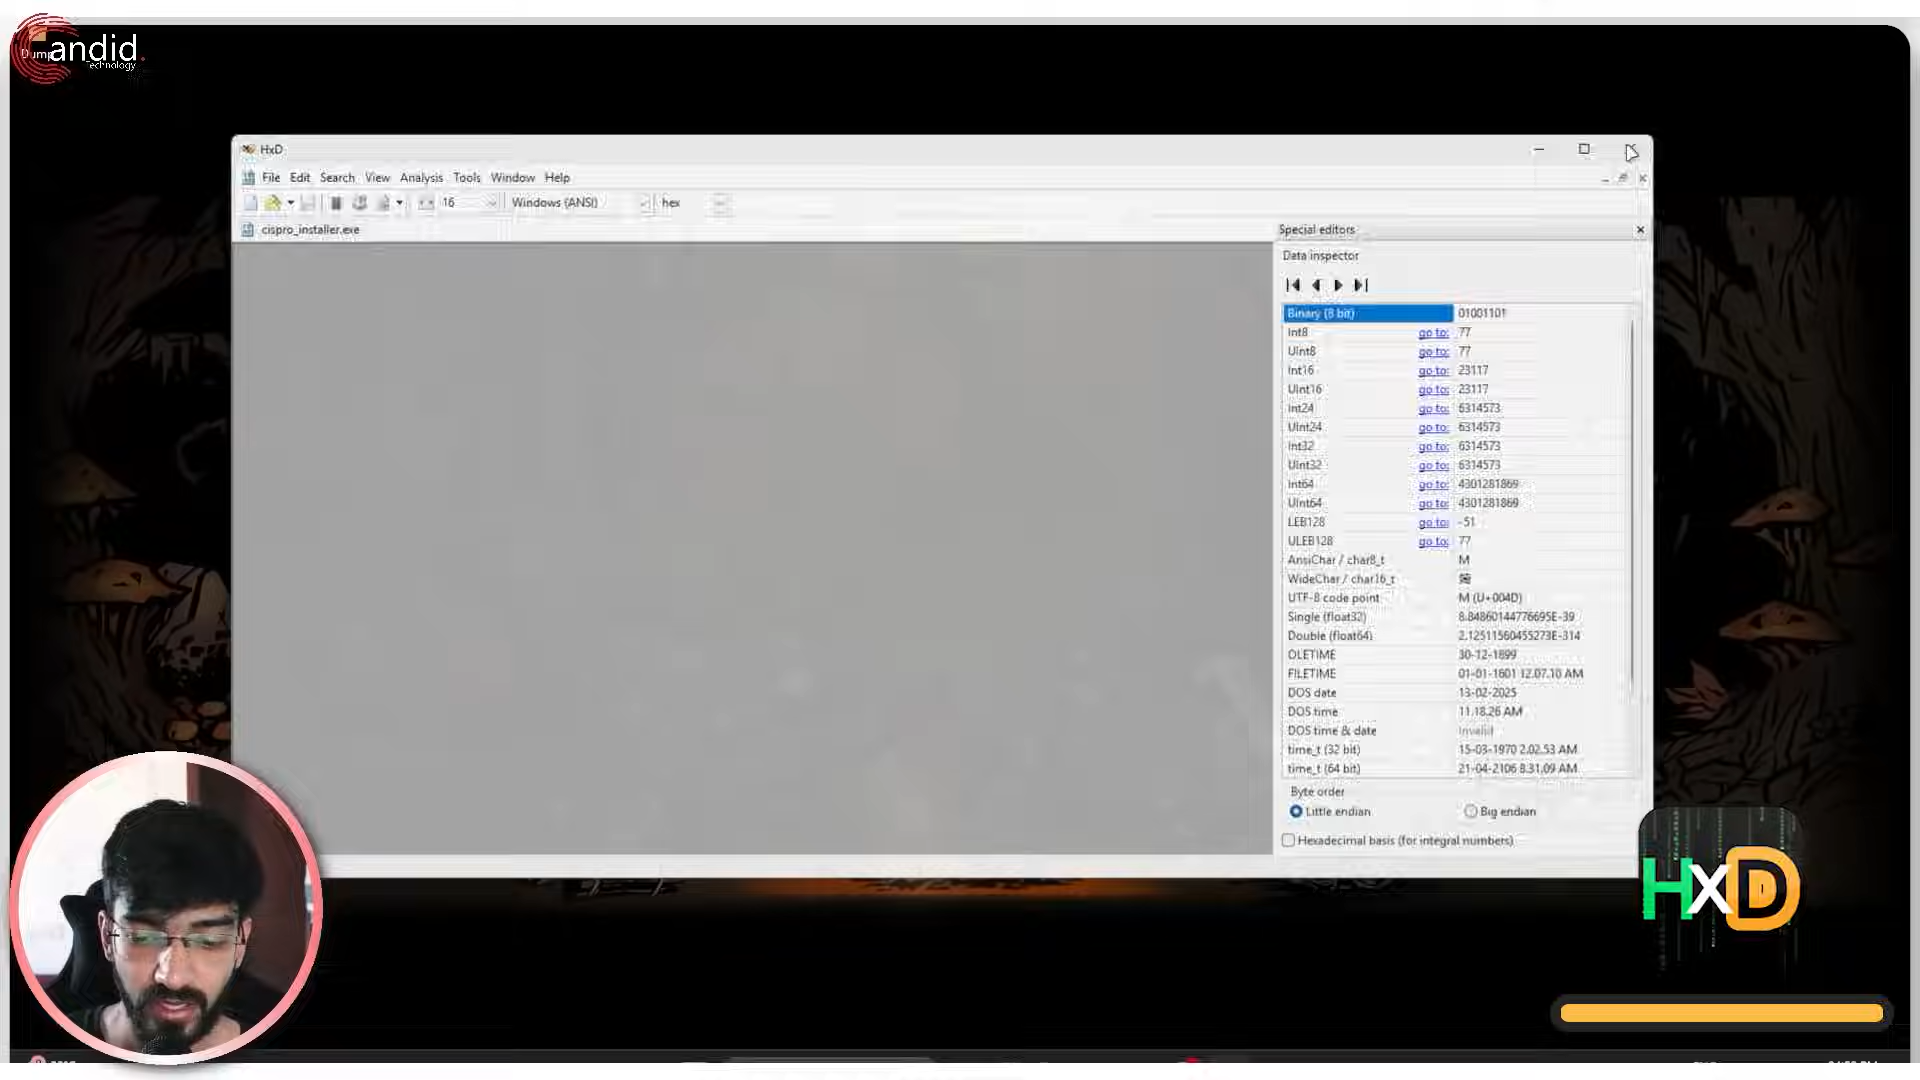 Dump
Candid.
Technology
HxD
File Edit Search View Analysis Tools Window Help
16 Windows (ANSI) hex
cispro_installer.exe
Special editors
Data inspector
Binary (8 bit) 01001101
Int8 go to: 77
UInt8 go to: 77
Int16 go to: 23117
UInt16 go to: 23117
Int24 go to: 6314573
UInt24 go to: 6314573
Int32 go to: 6314573
UInt32 go to: 6314573
Int64 go to: 4301281869
UInt64 go to: 4301281869
LEB128 go to: -51
ULEB128 go to: 77
AnsiChar / char8_t M
WideChar / char16_t
UTF-8 code point M (U+004D)
Single (float32) 8.84860144776695E-39
Double (float64) 2.12511560455273E-314
OLETIME 30-12-1899
FILETIME 01-01-1601 12.07.10 AM
DOS date 13-02-2025
DOS time 11.18.26 AM
DOS time & date Invalid
time_t (32 bit) 15-03-1970 2.02.53 AM
time_t (64 bit) 21-04-2106 8.31.09 AM
Byte order
Little endian Big endian
Hexadecimal basis (for integral numbers)
HxD